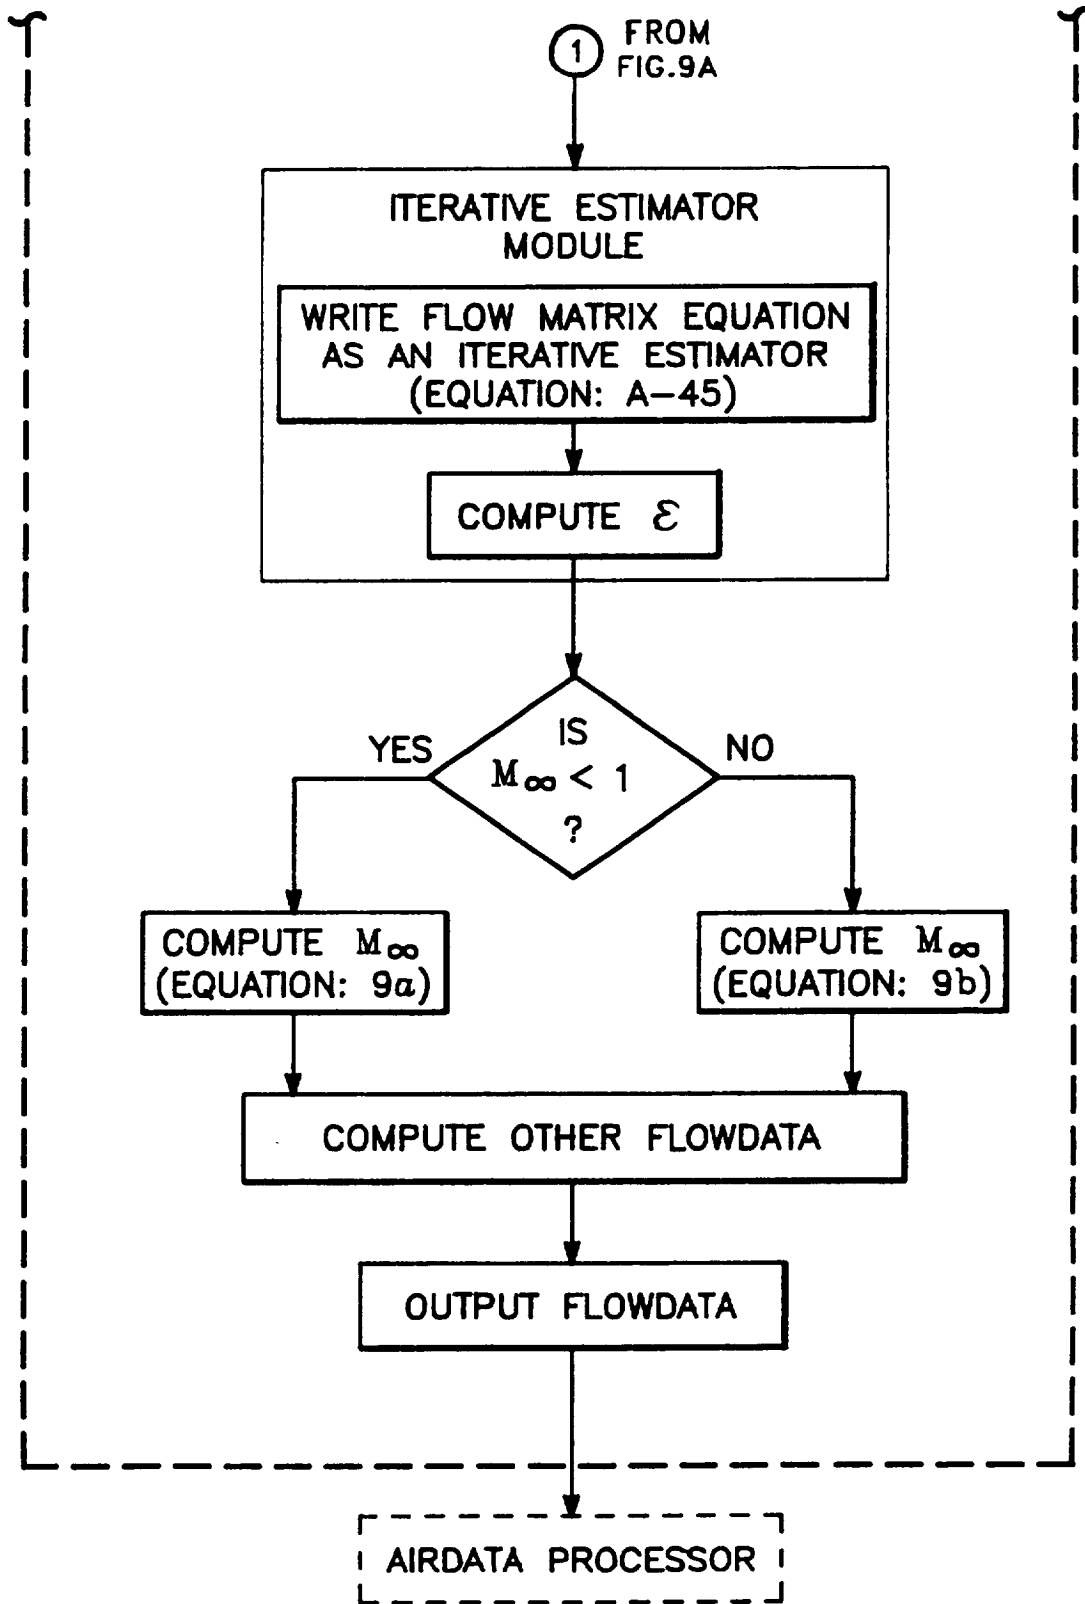 1
FROM
FIG.9A
ITERATIVE ESTIMATOR
MODULE
WRITE FLOW MATRIX EQUATION
AS AN ITERATIVE ESTIMATOR
(EQUATION: A-45)
COMPUTE ε
IS
M∞ < 1
?
YES
NO
COMPUTE M∞
(EQUATION: 9a)
COMPUTE M∞
(EQUATION: 9b)
COMPUTE OTHER FLOWDATA
OUTPUT FLOWDATA
AIRDATA PROCESSOR